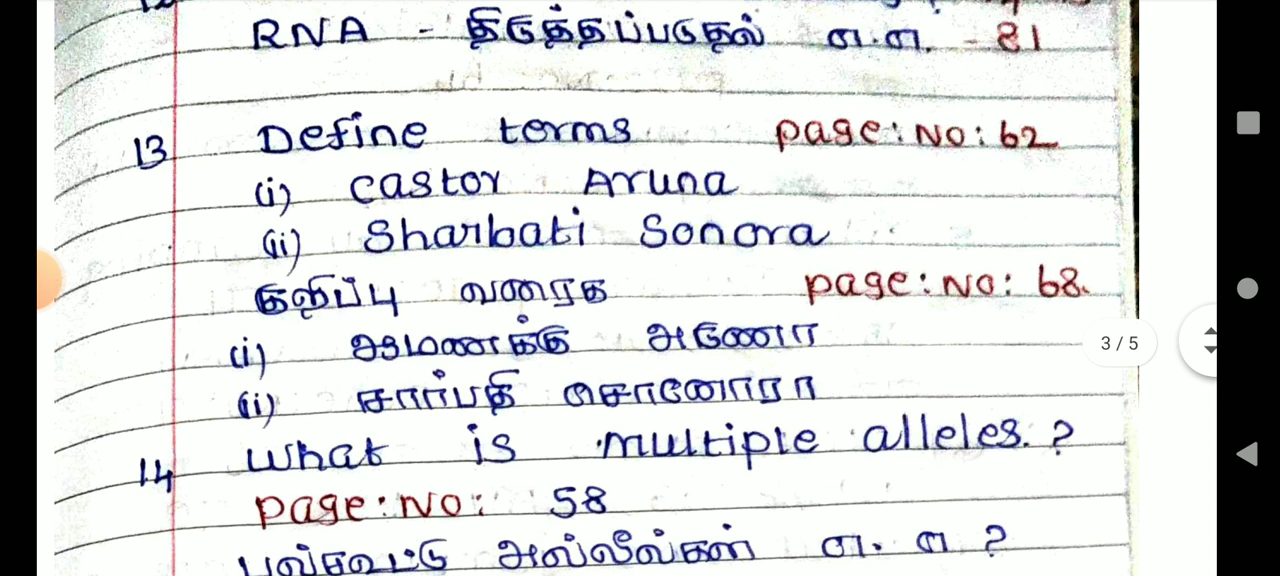 RNA - திருத்தப்படுதல் எ.எ. - 81
13 Define terms page: No: 62
(i) Castor Aruna
(ii) Sharbati Sonora
குறிப்பு வரைக page: No: 68.
(i) ஆமணக்கு அருணா
(ii) சார்பதி சொனோரா
3/5
14 What is multiple alleles.?
page: No: 58
பல்கூட்டு அல்லீல்கள் எ. எ ?